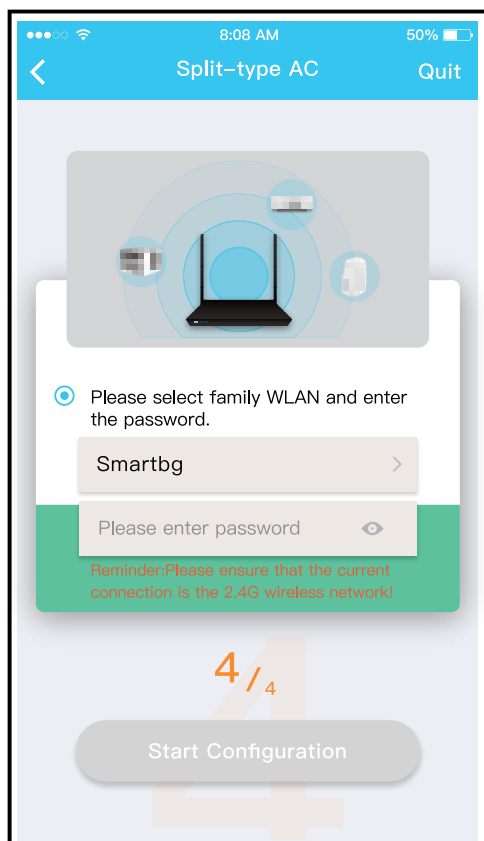 8:08 AM
50%
Split-type AC
Quit
Please select family WLAN and enter
the password.
Smartbg
Please enter password
Reminder:Please ensure that the current
connection is the 2.4G wireless network!
4/4
4
Start Configuration